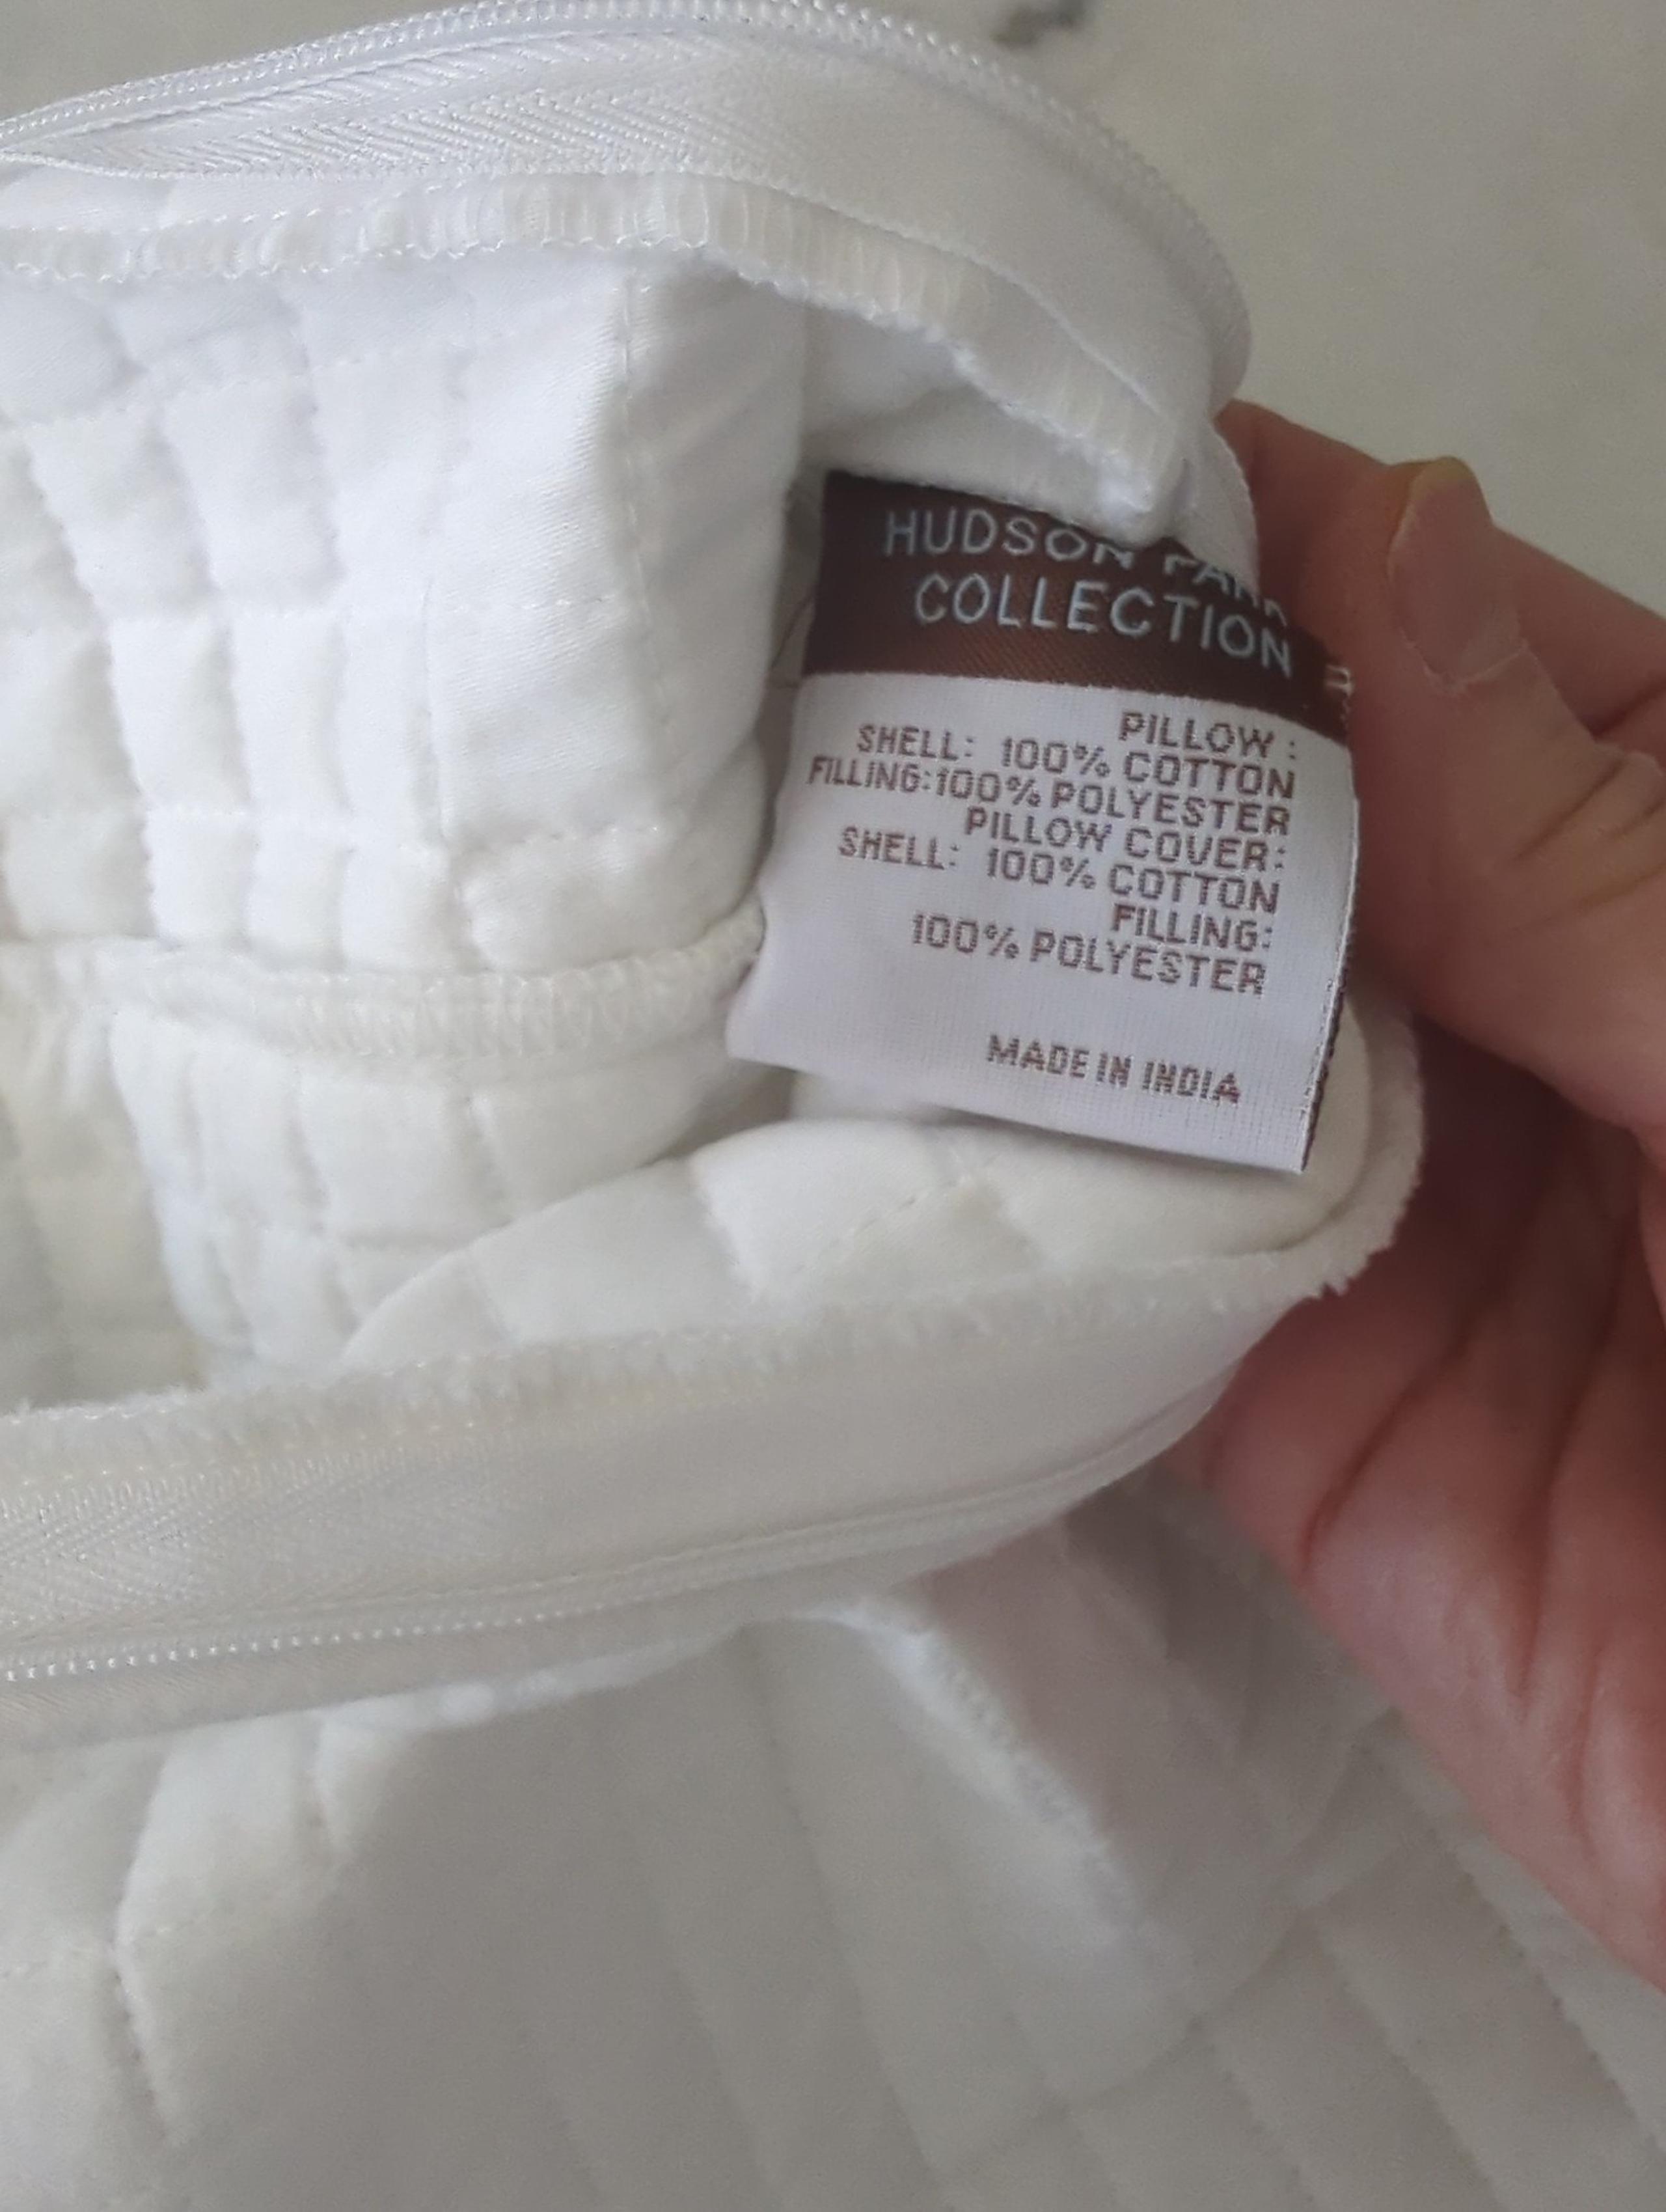 HUDSON PARK
COLLECTION
PILLOW :
SHELL: 100% COTTON
FILLING:100% POLYESTER
PILLOW COVER:
SHELL: 100% COTTON
FILLING:
100% POLYESTER
MADE IN INDIA